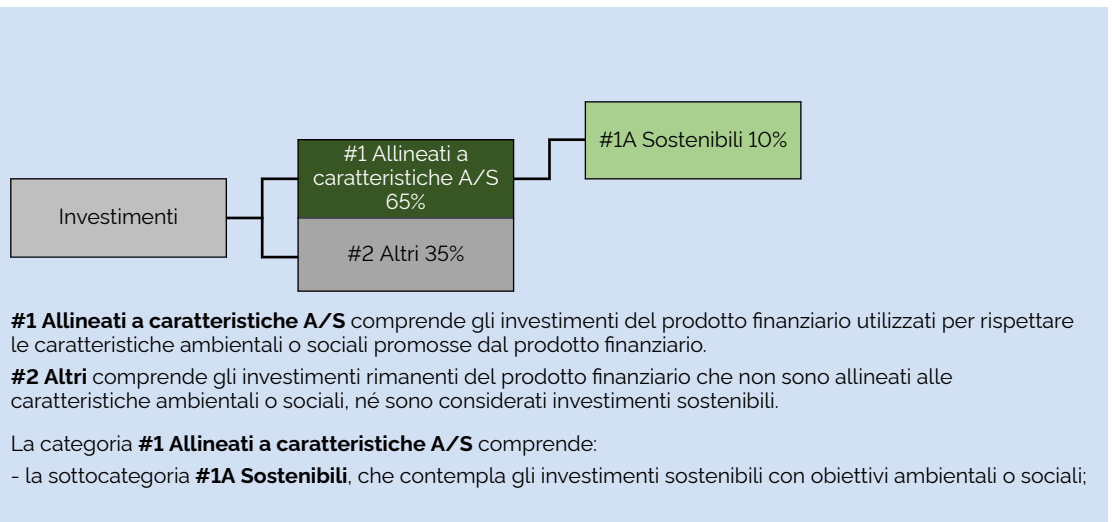 #1A Sostenibili 10%
#1 Allineati a
caratteristiche A/S
65%
Investimenti
#2 Altri 35%
#1 Allineati a caratteristiche A/S comprende gli investimenti del prodotto finanziario utilizzati per rispettare
le caratteristiche ambientali o sociali promosse dal prodotto finanziario.
#2 Altri comprende gli investimenti rimanenti del prodotto finanziario che non sono allineati alle
caratteristiche ambientali o sociali, né sono considerati investimenti sostenibili.
La categoria #1 Allineati a caratteristiche A/S comprende:
- la sottocategoria #1A Sostenibili, che contempla gli investimenti sostenibili con obiettivi ambientali o sociali;